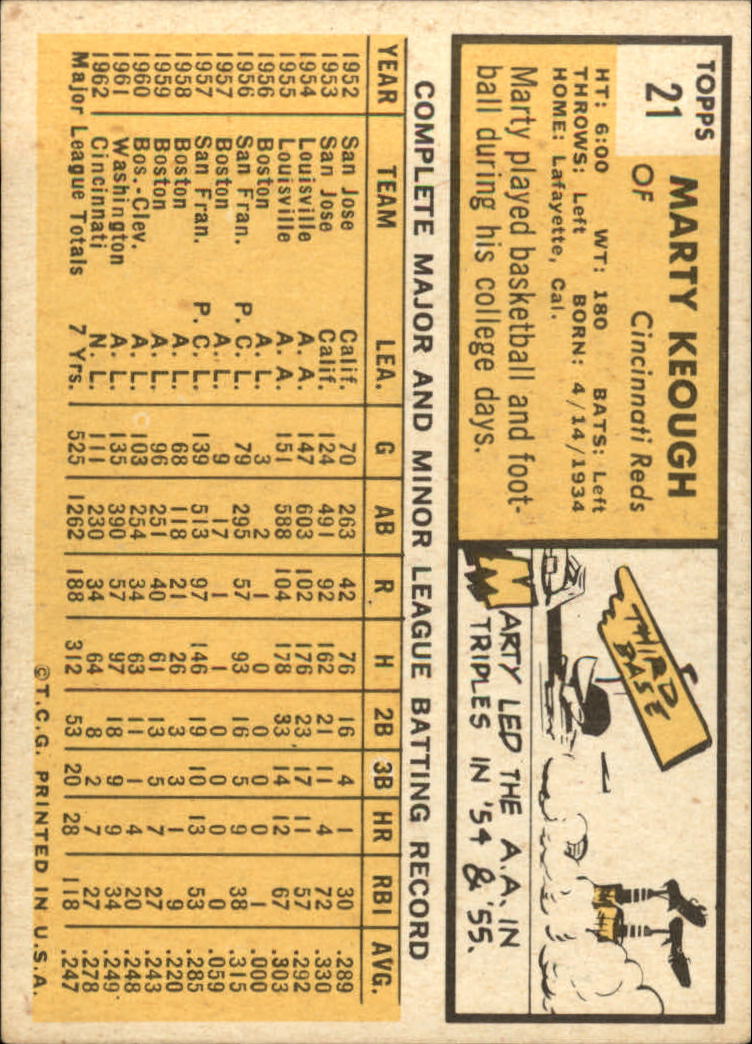 TOPPS
21
MARTY KEOUGH
OF Cincinnati Reds
HT: 6:00 WT: 180 BATS: Left
THROWS: Left BORN: 4/14/1934
HOME: Lafayette, Cal.
Marty played basketball and foot-
ball during his college days.
THIRD
BASE
MARTY LED THE A.A. IN
TRIPLES IN '54 & '55.
COMPLETE MAJOR AND MINOR LEAGUE BATTING RECORD
YEAR TEAM LEA. G AB R H 2B 3B HR RBI AVG.
1952 San Jose Calif. 70 263 42 76 16 4 1 30 .289
1953 San Jose Calif. 124 491 92 162 21 11 4 72 .330
1954 Louisville A. A. 147 603 102 176 23 17 11 57 .292
1955 Louisville A. A. 151 588 104 178 33 14 12 67 .303
1956 Boston A. L. 3 2 1 0 0 0 0 1 .000
1956 San Fran. P. C. L. 79 295 57 93 16 5 9 38 .315
1957 Boston A. L. 9 17 1 1 0 0 0 0 .059
1957 San Fran. P. C. L. 139 513 97 146 19 10 13 53 .285
1958 Boston A. L. 68 118 21 26 3 3 1 9 .220
1959 Boston A. L. 96 251 40 61 13 5 7 27 .243
1960 Bos.-Clev. A. L. 103 254 34 63 11 1 4 20 .248
1961 Washington A. L. 135 390 57 97 18 9 9 34 .249
1962 Cincinnati N. L. 111 230 34 64 8 2 7 27 .278
Major League Totals 7 Yrs. 525 1262 188 312 53 20 28 118 .247
©T.C.G. PRINTED IN U.S.A.